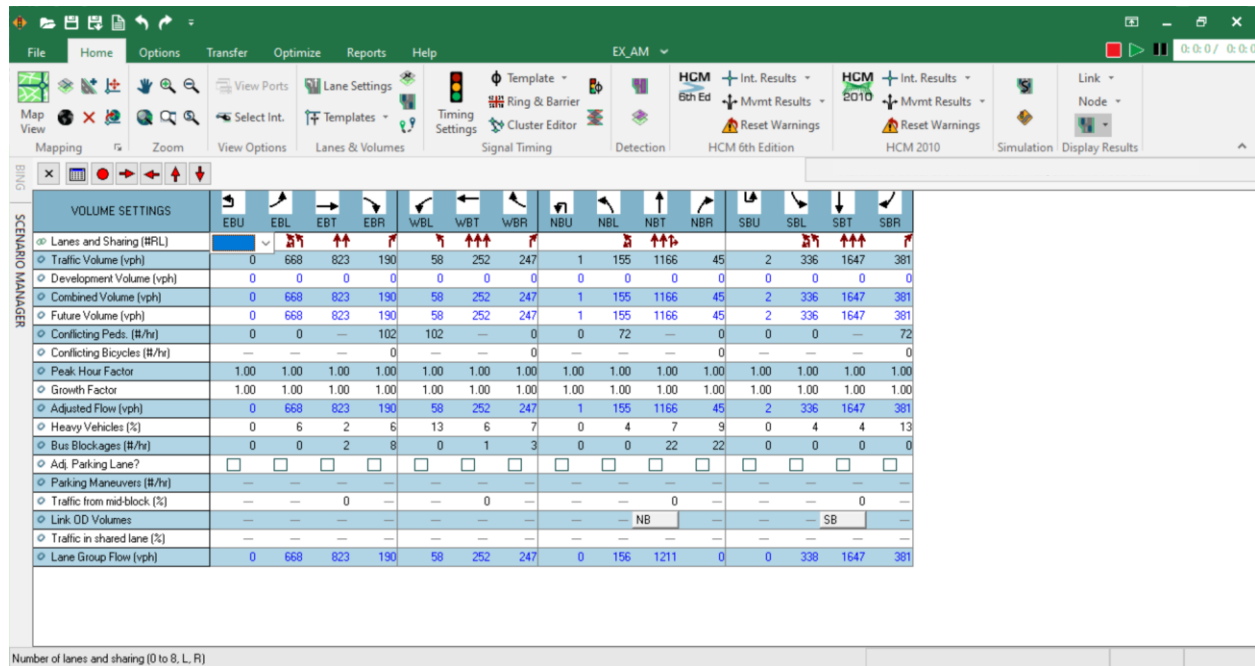 File Home Options Transfer Optimize Reports Help EX_AM 0:0:0 / 0:0:0
View Ports Lane Settings Template HCM Int. Results HCM Int. Results Link
6th Ed 2010
Map View Select Int. Templates Timing Settings Ring & Barrier Mvmt Results Mvmt Results Node
Cluster Editor Reset Warnings Reset Warnings
Mapping Zoom View Options Lanes & Volumes Signal Timing Detection HCM 6th Edition HCM 2010 Simulation Display Results
BING
SCENARIO MANAGER
VOLUME SETTINGS EBU EBL EBT EBR WBL WBT WBR NBU NBL NBT NBR SBU SBL SBT SBR
Lanes and Sharing (#RL)
Traffic Volume (vph) 0 668 823 190 58 252 247 1 155 1166 45 2 336 1647 381
Development Volume (vph) 0 0 0 0 0 0 0 0 0 0 0 0 0 0 0
Combined Volume (vph) 0 668 823 190 58 252 247 1 155 1166 45 2 336 1647 381
Future Volume (vph) 0 668 823 190 58 252 247 1 155 1166 45 2 336 1647 381
Conflicting Peds. (#/hr) 0 0 — 102 102 — 0 0 72 — 0 0 0 — 72
Conflicting Bicycles (#/hr) — — — 0 — — 0 — — — 0 — — — 0
Peak Hour Factor 1.00 1.00 1.00 1.00 1.00 1.00 1.00 1.00 1.00 1.00 1.00 1.00 1.00 1.00 1.00
Growth Factor 1.00 1.00 1.00 1.00 1.00 1.00 1.00 1.00 1.00 1.00 1.00 1.00 1.00 1.00 1.00
Adjusted Flow (vph) 0 668 823 190 58 252 247 1 155 1166 45 2 336 1647 381
Heavy Vehicles (%) 0 6 2 6 13 6 7 0 4 7 9 0 4 4 13
Bus Blockages (#/hr) 0 0 2 8 0 1 3 0 0 22 22 0 0 0 0
Adj. Parking Lane?
Parking Maneuvers (#/hr) — — — — — — — — — — — — — — —
Traffic from mid-block (%) — — 0 — — 0 — — — 0 — — — 0 —
Link OD Volumes — — — — — — — — — NB — — — SB —
Traffic in shared lane (%) — — — — — — — — — — — — — — —
Lane Group Flow (vph) 0 668 823 190 58 252 247 0 156 1211 0 0 338 1647 381
Number of lanes and sharing (0 to 8, L, R)